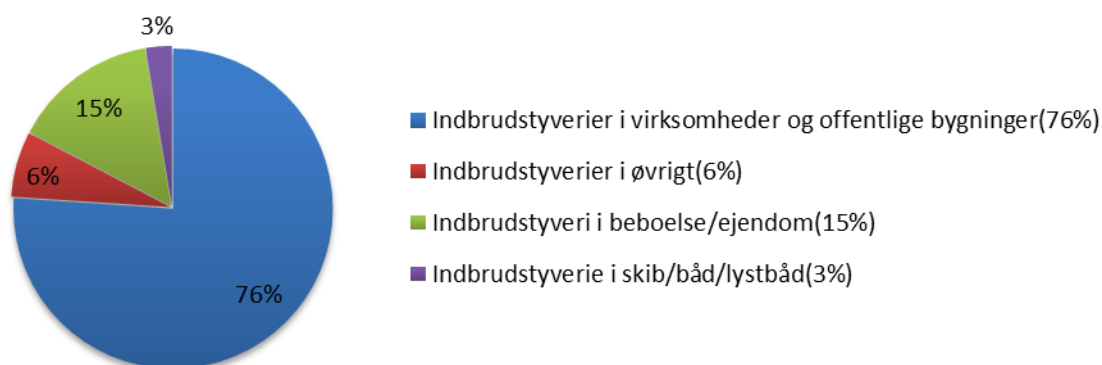 3%
15%
6%
76%
Indbrudstyverier i virksomheder og offentlige bygninger(76%)
Indbrudstyverier i øvrigt(6%)
Indbrudstyveri i beboelse/ejendom(15%)
Indbrudstyverie i skib/båd/lystbåd(3%)